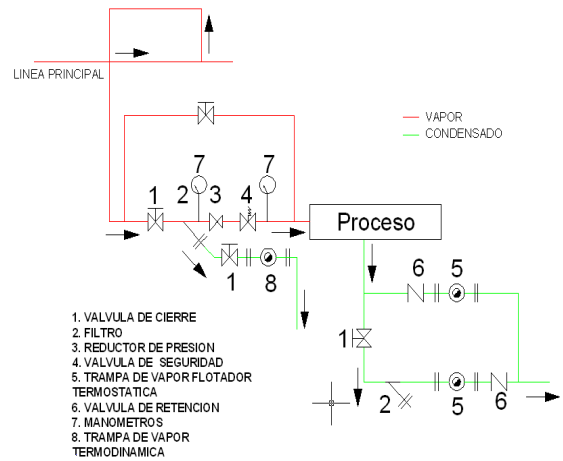 LINEA PRINCIPAL
VAPOR
CONDENSADO
7
7
1
2
3
4
Proceso
1
8
6
5
1
2
5
6
1. VALVULA DE CIERRE
2. FILTRO
3. REDUCTOR DE PRESION
4. VALVULA DE SEGURIDAD
5. TRAMPA DE VAPOR FLOTADOR
TERMOSTATICA
6. VALVULA DE RETENCION
7. MANOMETROS
8. TRAMPA DE VAPOR
TERMODINAMICA